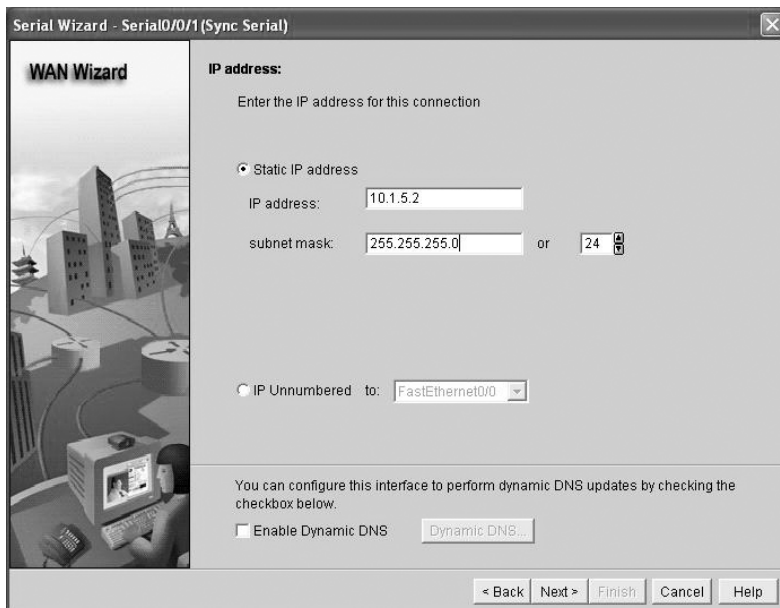 Serial Wizard - Serial0/0/1(Sync Serial)
WAN Wizard
IP address:
Enter the IP address for this connection
Static IP address
IP address: 10.1.5.2
subnet mask: 255.255.255.0 or 24
IP Unnumbered to: FastEthernet0/0
You can configure this interface to perform dynamic DNS updates by checking the
checkbox below.
Enable Dynamic DNS Dynamic DNS...
< Back Next > Finish Cancel Help